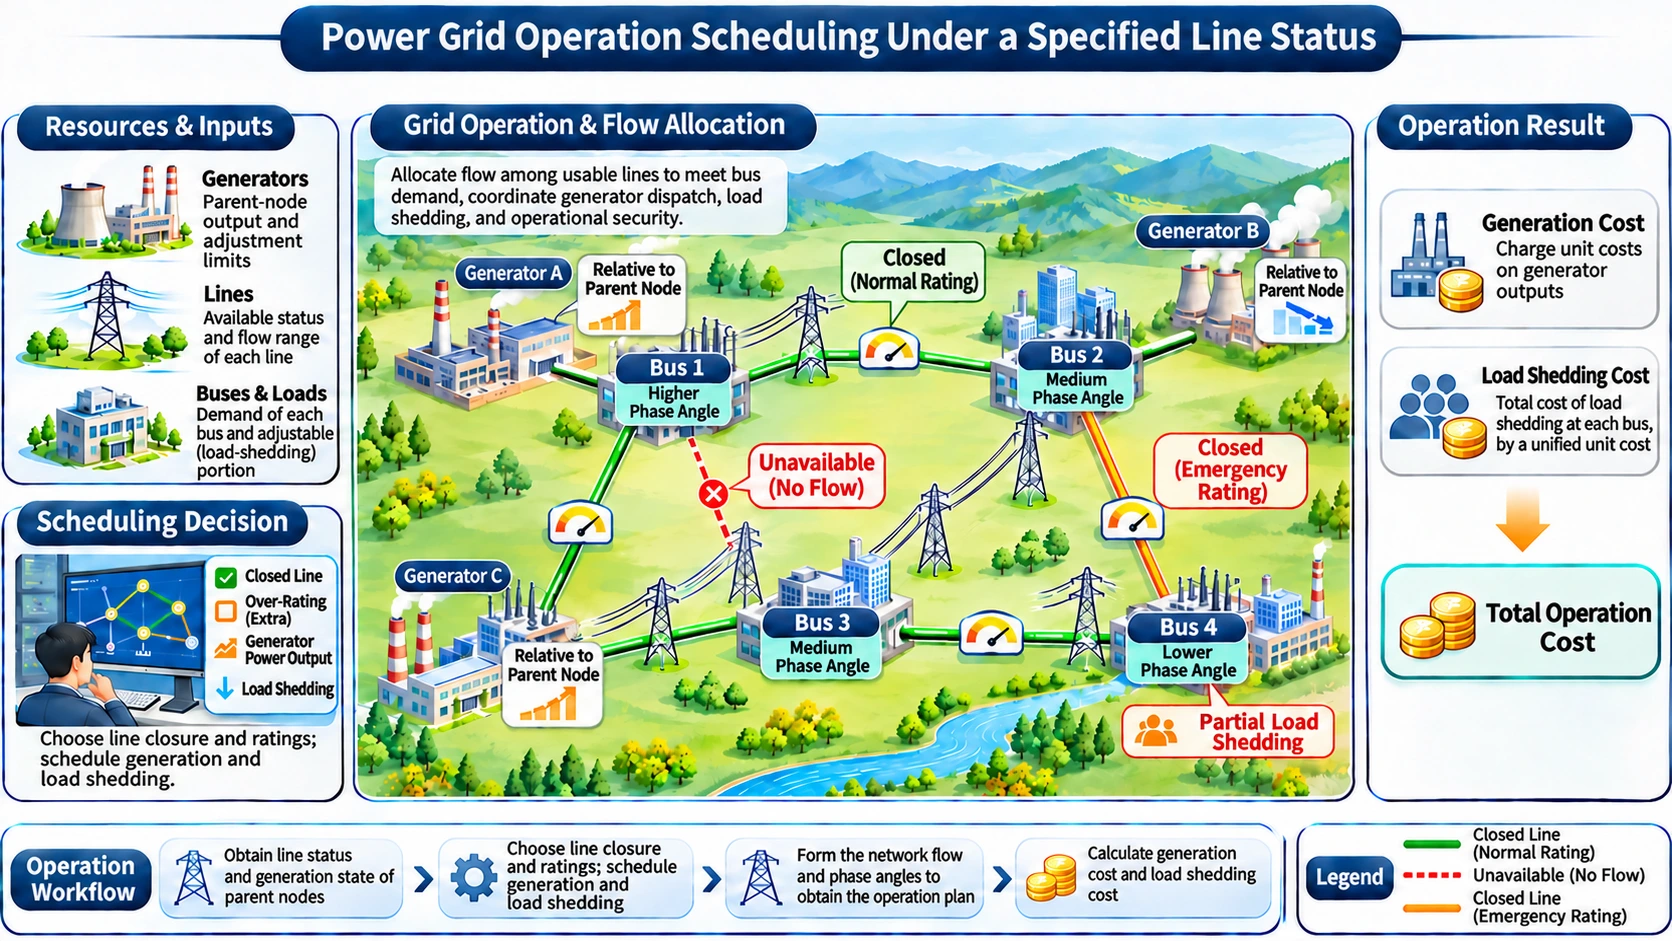 Power Grid Operation Scheduling Under a Specified Line Status
Resources & Inputs
Generators
Parent-node
output and
adjustment
limits
Lines
Available status
and flow range
of each line
Buses & Loads
Demand of each
bus and adjustable
(load-shedding)
portion
Scheduling Decision
Closed Line
Over-Rating
(Extra)
Generator
Power Output
Load Shedding
Choose line closure and ratings;
schedule generation and
load shedding.
Grid Operation & Flow Allocation
Allocate flow among usable lines to meet bus
demand, coordinate generator dispatch, load
shedding, and operational security.
Generator A
Relative to
Parent Node
Closed
(Normal Rating)
Generator B
Relative to
Parent Node
Bus 1
Higher
Phase Angle
Bus 2
Medium
Phase Angle
Unavailable
(No Flow)
Closed
(Emergency
Rating)
Generator C
Relative to
Parent Node
Bus 3
Medium
Phase Angle
Bus 4
Lower
Phase Angle
Partial Load
Shedding
Operation Result
Generation Cost
Charge unit costs
on generator
outputs
Load Shedding Cost
Total cost of load
shedding at each bus,
by a unified unit cost
Total Operation
Cost
Operation
Workflow
Obtain line status
and generation state of
parent nodes
Choose line closure
and ratings; schedule
generation and
load shedding
Form the network flow
and phase angles to
obtain the operation plan
Calculate generation
cost and load shedding
cost
Legend
Closed Line
(Normal Rating)
Unavailable (No Flow)
Closed Line
(Emergency Rating)